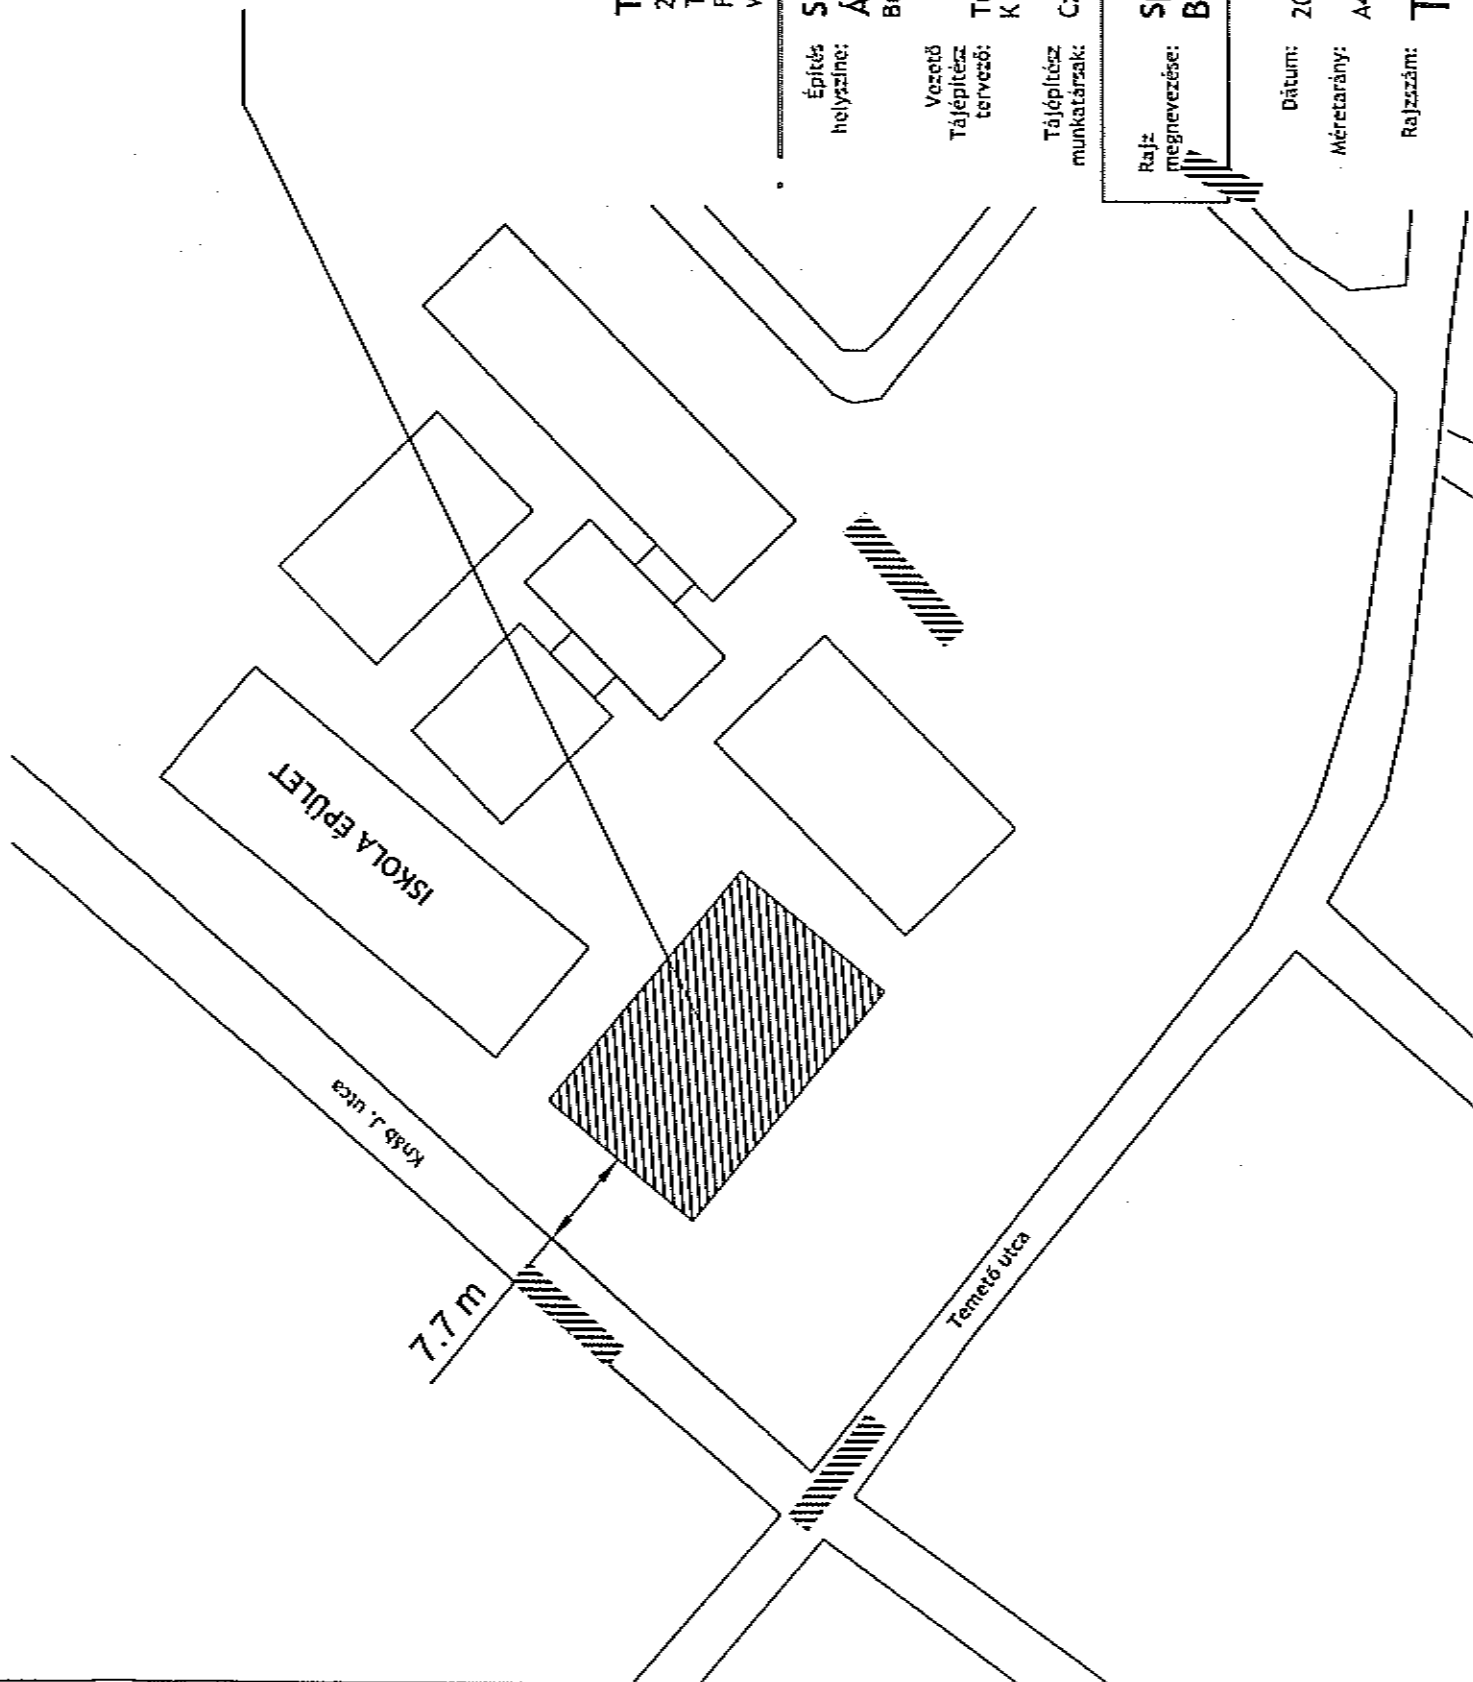 ISKOLA ÉPÜLET
Knáb J. utca
7.7 m
Temető utca
Építés
helyszíne:
Vezető
Tájépítész
tervező:
Tájépítész
munkatársak:
Rajz
megnevezése:
Dátum:
Méretarány:
Rajzszám: